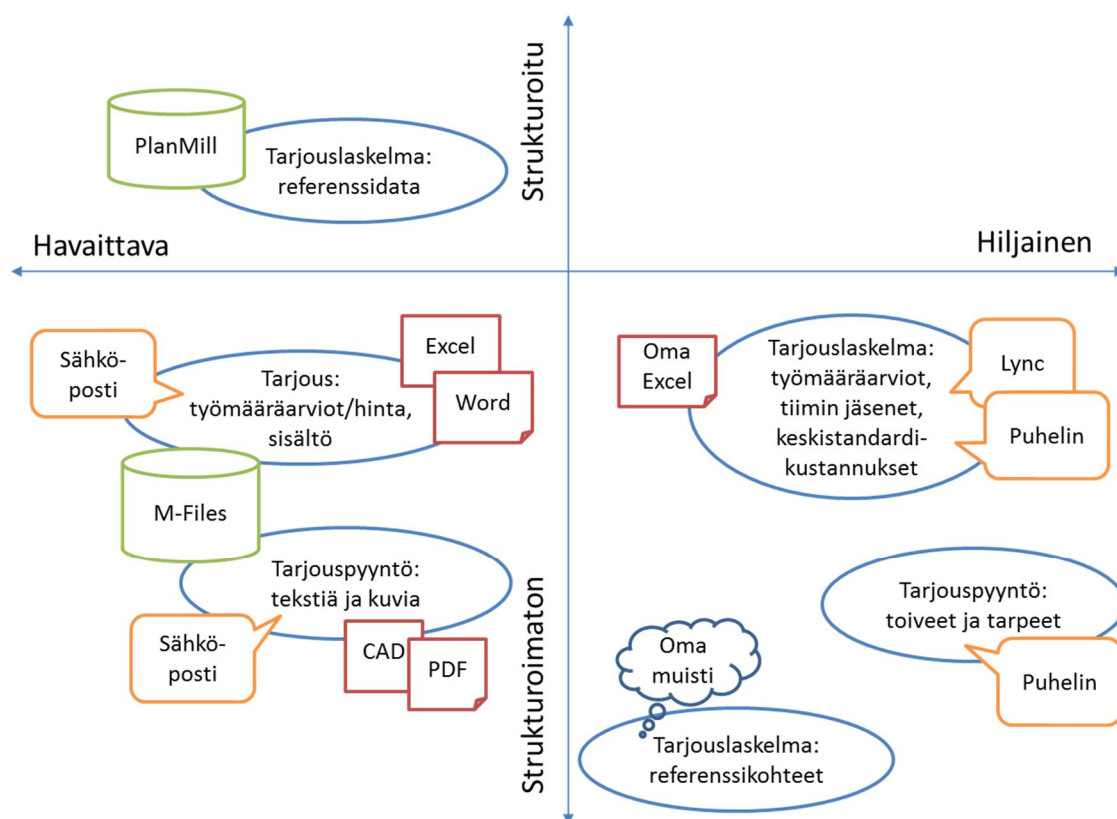 Strukturoitu
PlanMill
Tarjouslaskelma:
referenssidata
Havaittava
Hiljainen
Sähkö-
posti
Tarjous:
työmääräarviot/hinta,
sisältö
Excel
Word
M-Files
Tarjouspyyntö:
tekstiä ja kuvia
Sähkö-
posti
CAD
PDF
Oma
Excel
Tarjouslaskelma:
työmääräarviot,
tiimin jäsenet,
keskistandardi-
kustannukset
Lync
Puhelin
Tarjouspyyntö:
toiveet ja tarpeet
Puhelin
Oma
muisti
Tarjouslaskelma:
referenssikohteet
Strukturoimaton